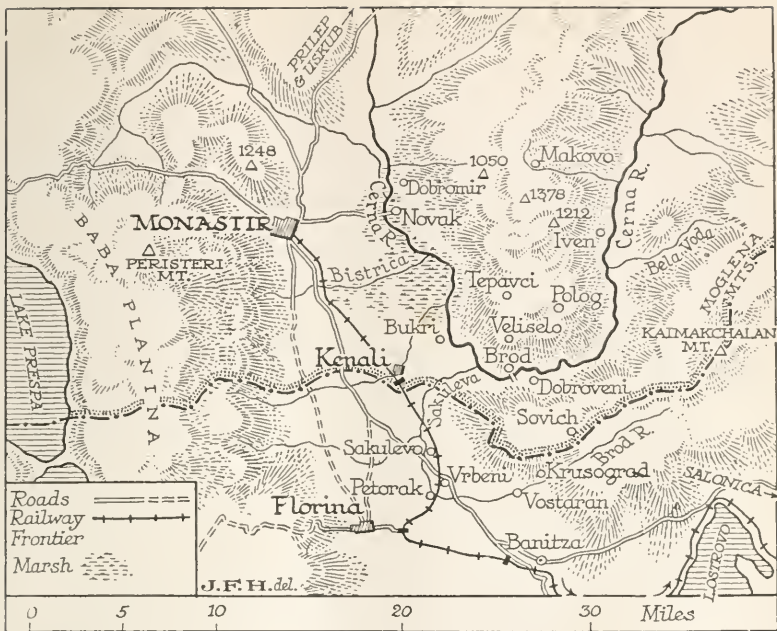 PRILEP
& USKUB
1248
1050
Makovo
Cerna R.
Dobromir
1378
Novak
1212
Iven
Cerna R.
MONASTIR
PERISTERI
MT.
BABA PLANINA
Bistrica
Bela Voda
MOGLENA
MTS.
Tepavci
Polog
LAKE PRESPA
Bukri
Veliselo
KAIMAKCHALAN
MT.
Kenali
Brod
Dobroveni
Sakuleva
Sovich
Brod R.
Sakulevo
Vrbeni
Krusograd
SALONICA
Petorak
Vostaran
Florina
Banitza
L. OSTROVO
Roads
Railway
Frontier
Marsh
J.F.H. del.
0 5 10 20 30 Miles